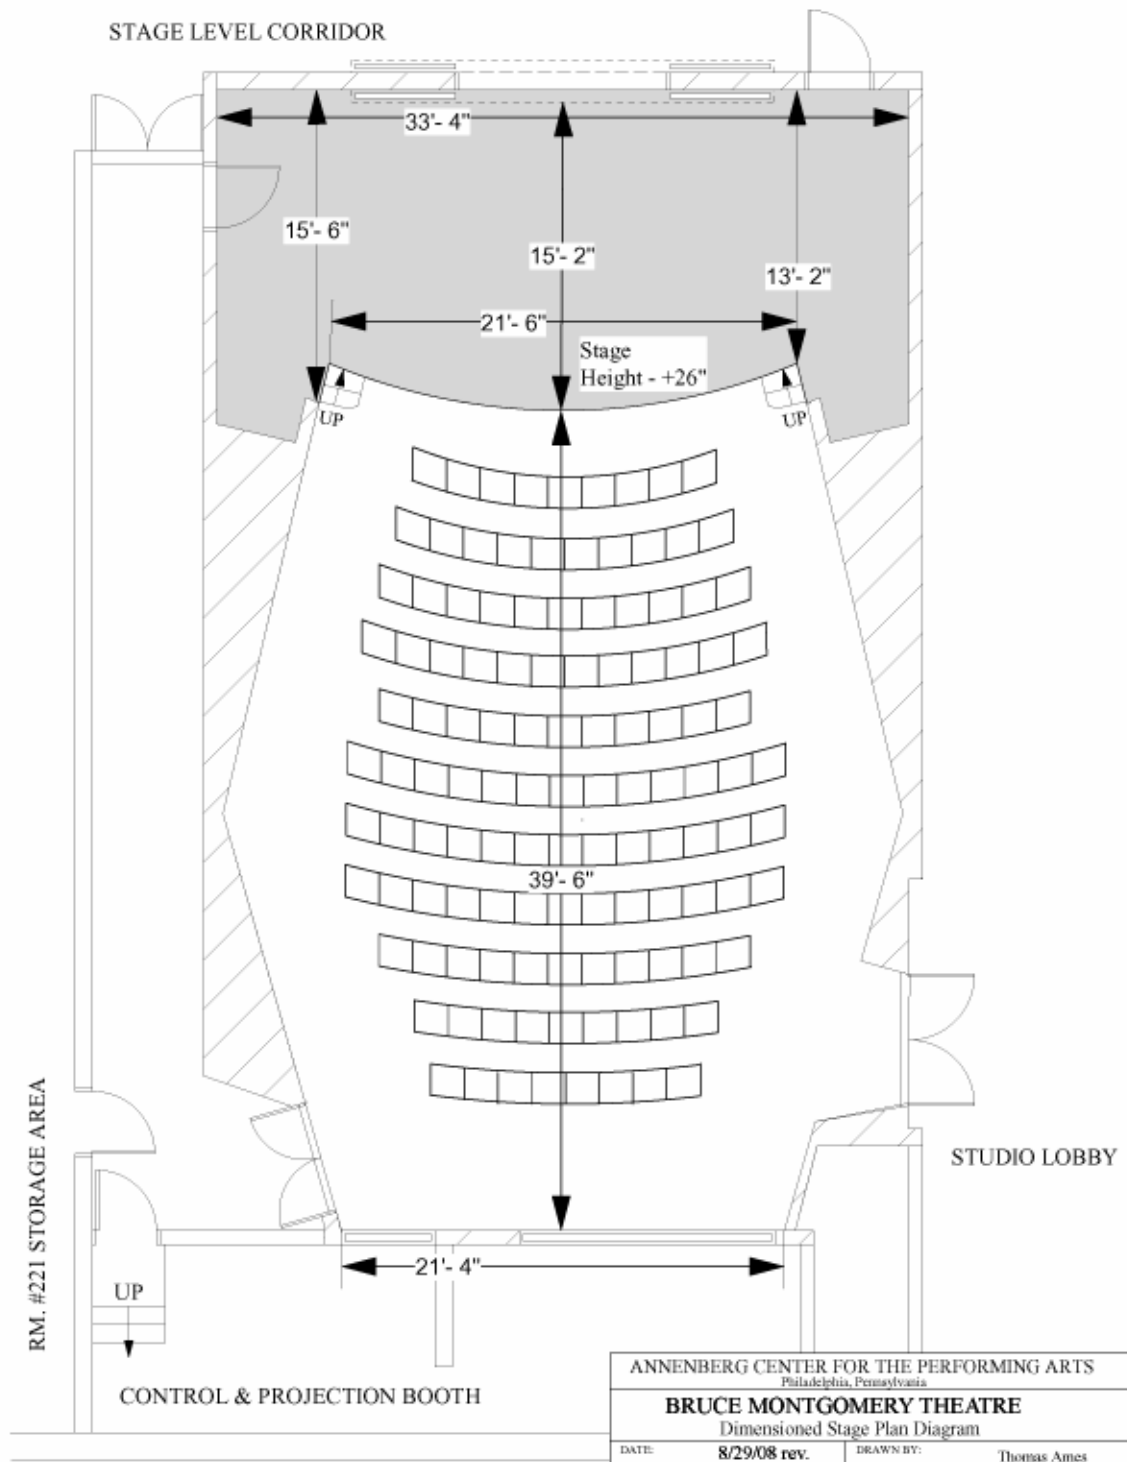 STAGE LEVEL CORRIDOR
33'- 4"
15'- 6"
15'- 2"
13'- 2"
21'- 6"
Stage
Height - +26"
UP
UP
39'- 6"
RM. #221 STORAGE AREA
STUDIO LOBBY
21'- 4"
UP
CONTROL & PROJECTION BOOTH
ANNENBERG CENTER FOR THE PERFORMING ARTS
Philadelphia, Pennsylvania
BRUCE MONTGOMERY THEATRE
Dimensioned Stage Plan Diagram
DATE: 8/29/08 rev. DRAWN BY: Thomas Ames